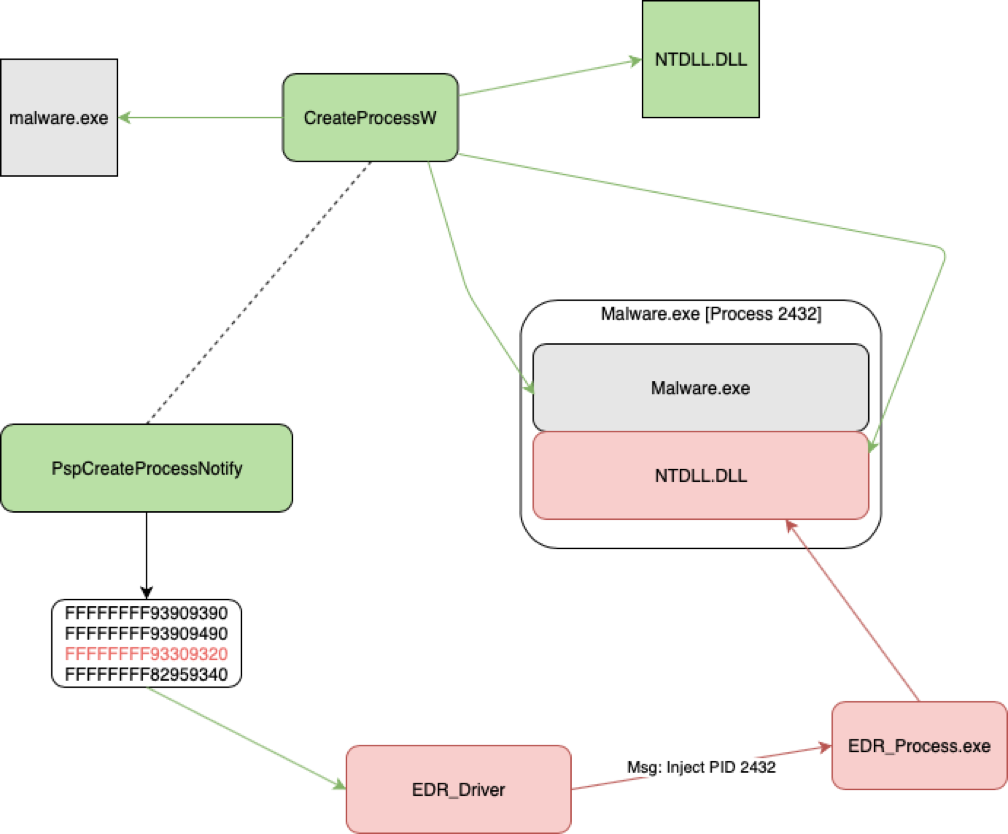 NTDLL.DLL
malware.exe
CreateProcessW
Malware.exe [Process 2432]
Malware.exe
NTDLL.DLL
PspCreateProcessNotify
FFFFFFFF93909390
FFFFFFFF93909490
FFFFFFFF93309320
FFFFFFFF82959340
EDR_Driver
Msg: Inject PID 2432
EDR_Process.exe